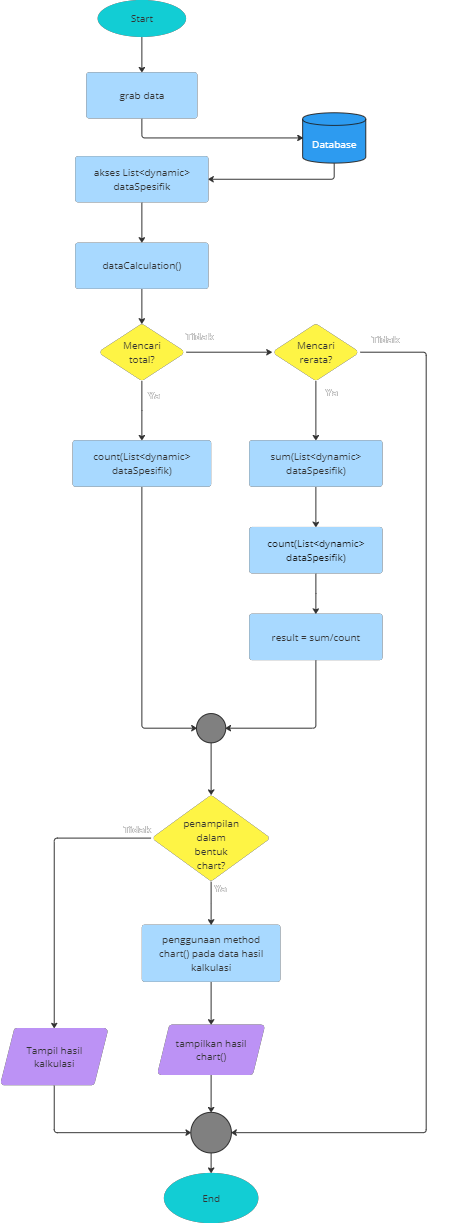 Start
grab data
Database
akses List<dynamic>
dataSpesifik
dataCalculation()
Mencari
total?
Tidak
Mencari
rerata?
Tidak
Ya
Ya
count(List<dynamic>
dataSpesifik)
sum(List<dynamic>
dataSpesifik)
count(List<dynamic>
dataSpesifik)
result = sum/count
penampilan
dalam
bentuk
chart?
Tidak
Ya
penggunaan method
chart() pada data hasil
kalkulasi
Tampil hasil
kalkulasi
tampilkan hasil
chart()
End